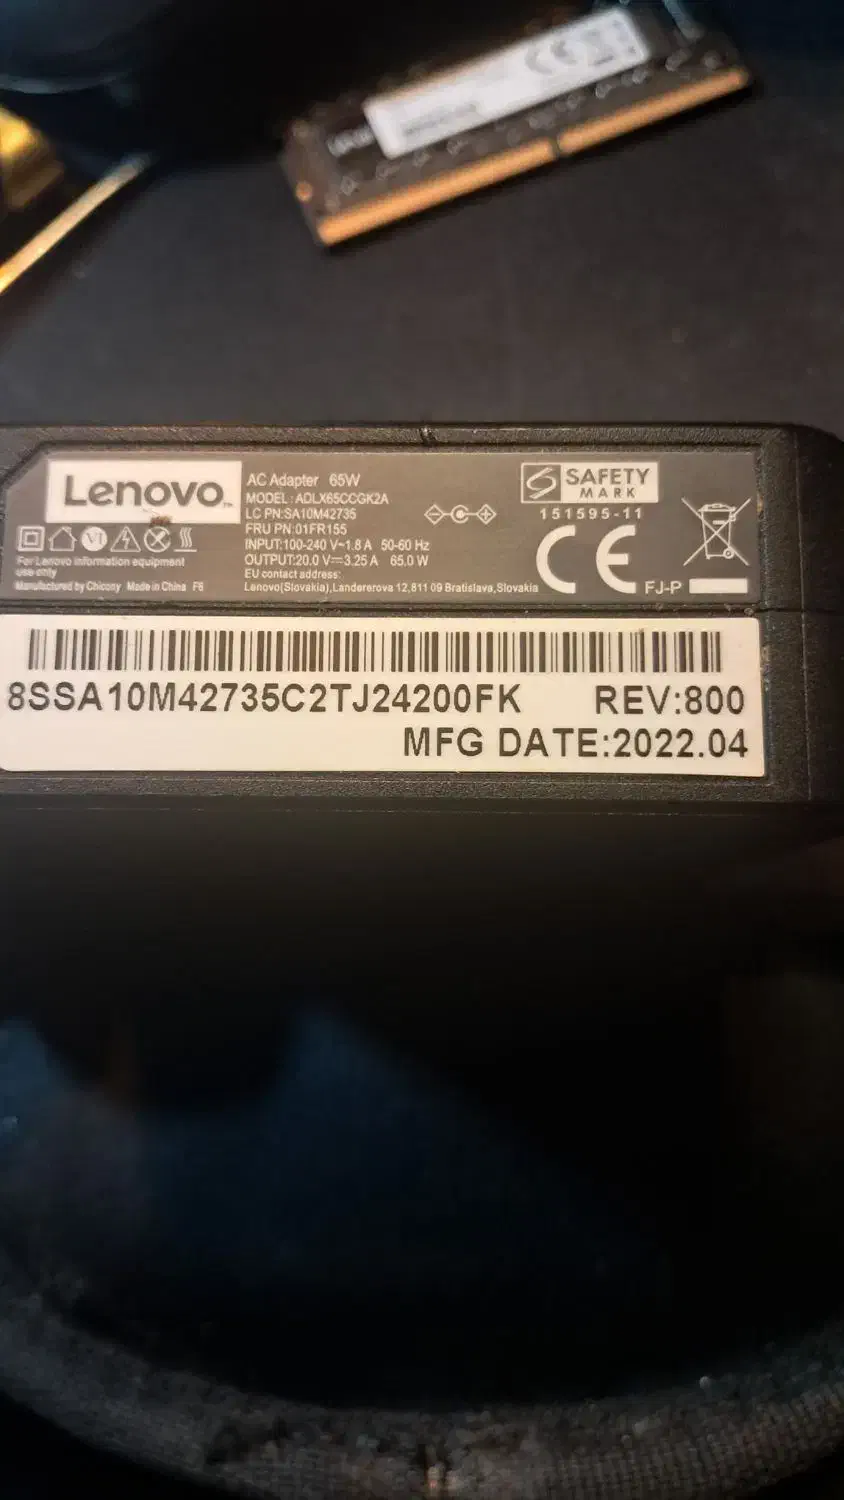 Lenovo™
AC Adapter 65W
MODEL: ADLX65CCGK2A
LC PN:SA10M42735
FRU PN:01FR155
INPUT:100-240 V~1.8 A 50-60 Hz
OUTPUT:20.0 V⎓3.25 A 65.0 W
EU contact address:
Lenovo(Slovakia),Landererova 12,811 09 Bratislava,Slovakia
VI
For Lenovo information equipment
use only
Manufactured by Chicony Made in China F6
SAFETY
MARK
151595-11
CE
FJ-P
8SSA10M42735C2TJ24200FK REV:800
MFG DATE:2022.04
CE